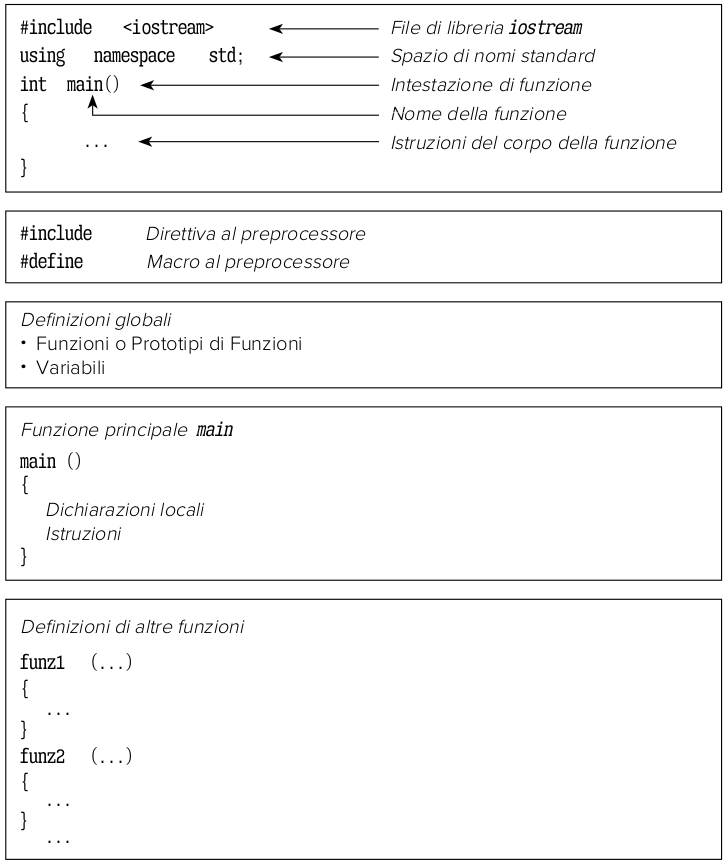 #include <iostream> File di libreria iostream
using namespace std; Spazio di nomi standard
int main() Intestazione di funzione
{ Nome della funzione
... Istruzioni del corpo della funzione
}
#include Direttiva al preprocessore
#define Macro al preprocessore
Definizioni globali
• Funzioni o Prototipi di Funzioni
• Variabili
Funzione principale main
main ()
{
Dichiarazioni locali
Istruzioni
}
Definizioni di altre funzioni
funz1 (...)
{
...
}
funz2 (...)
{
...
}
...